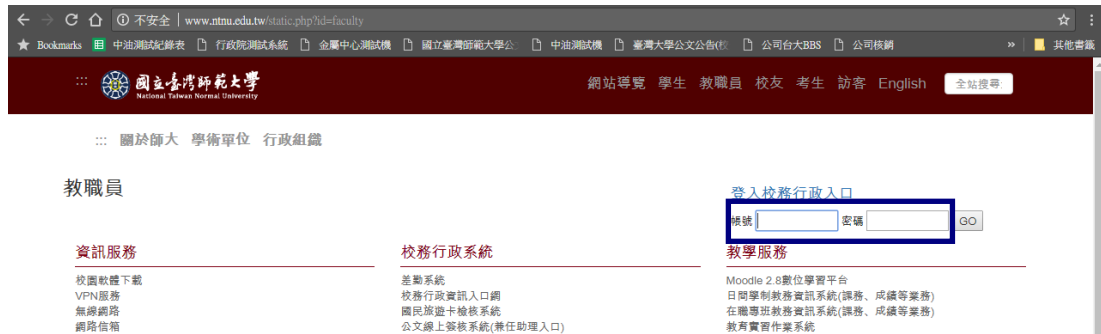 不安全 | www.ntnu.edu.tw/static.php?id=faculty
Bookmarks 中油測試紀錄表 行政院測試系統 金屬中心測試機 國立臺灣師範大學公 中油測試機 臺灣大學公文公告(校 公司台大BBS 公司核銷 » 其他書籤
::: 國立臺灣師範大學 網站導覽 學生 教職員 校友 考生 訪客 English 全站搜尋:
National Taiwan Normal University
::: 關於師大 學術單位 行政組織
教職員
登入校務行政入口
帳號 密碼 GO
資訊服務 校務行政系統 教學服務
校園軟體下載 差勤系統 Moodle 2.8數位學習平台
VPN服務 校務行政資訊入口網 日間學制教務資訊系統(課務、成績等業務)
無線網路 國民旅遊卡檢核系統 在職專班教務資訊系統(課務、成績等業務)
網路信箱 公文線上簽核系統(兼任助理入口) 教育實習作業系統